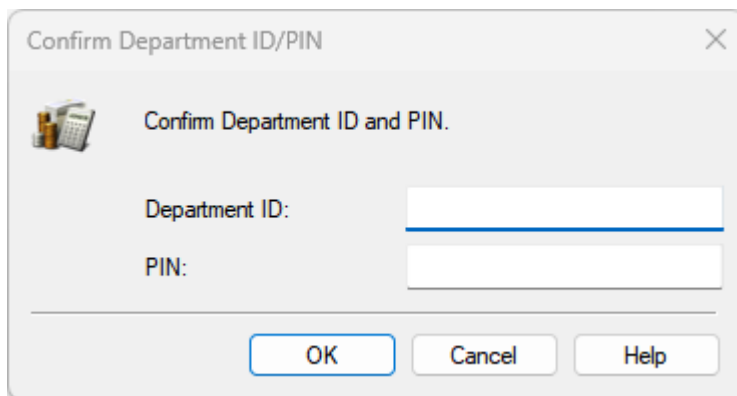 Confirm Department ID/PIN
Confirm Department ID and PIN.
Department ID:
PIN:
OK Cancel Help